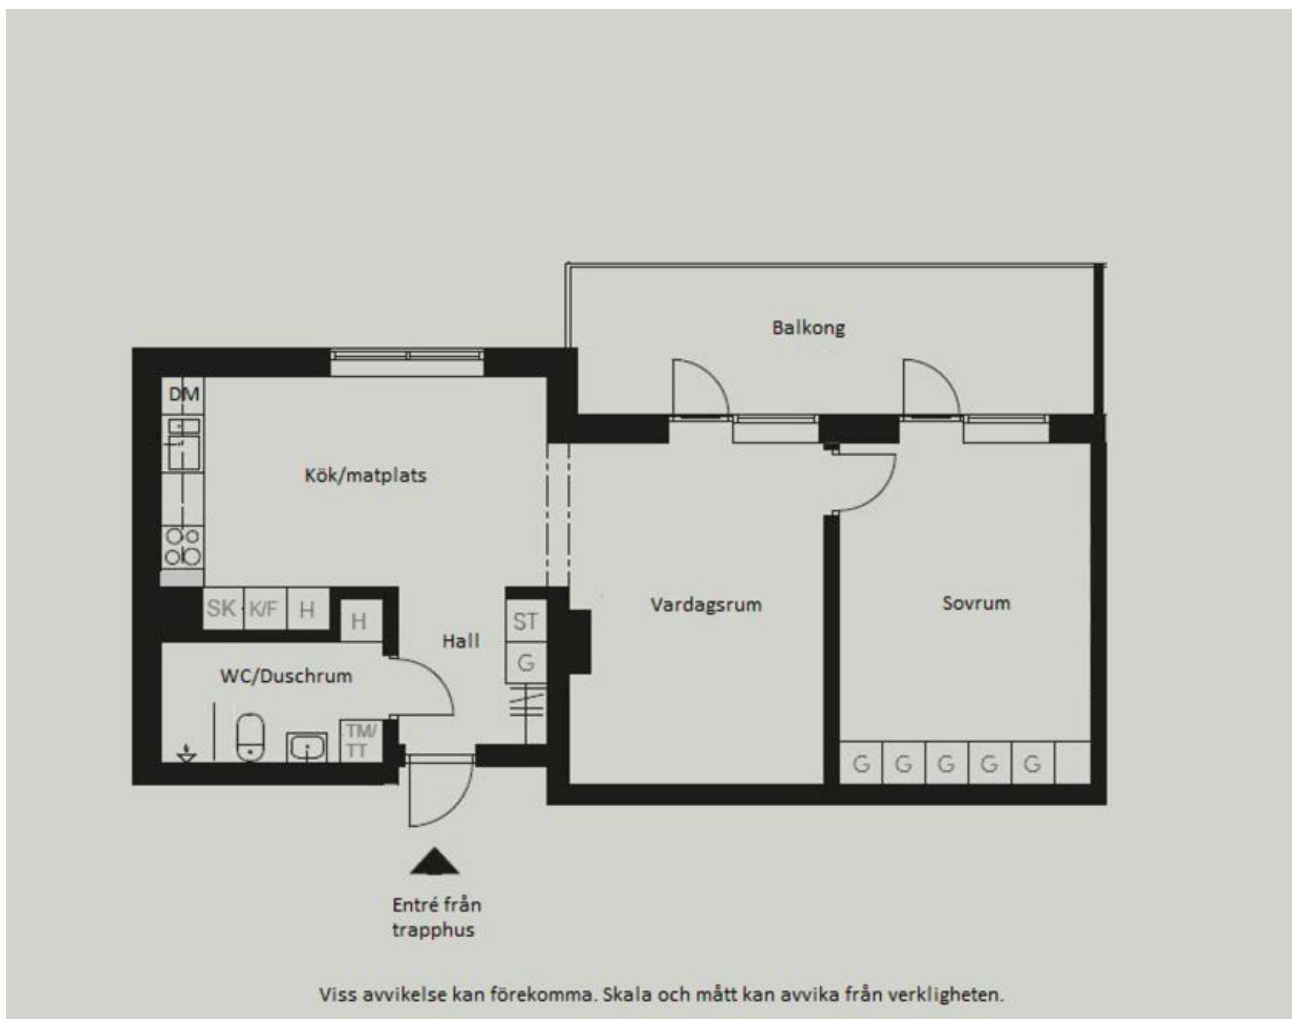 Balkong
DM
Kök/matplats
SK K/F H H
ST
Vardagsrum
Sovrum
Hall
G
WC/Duschrum
TM/
TT
G G G G G
Entré från
trapphus
Viss avvikelse kan förekomma. Skala och mått kan avvika från verkligheten.